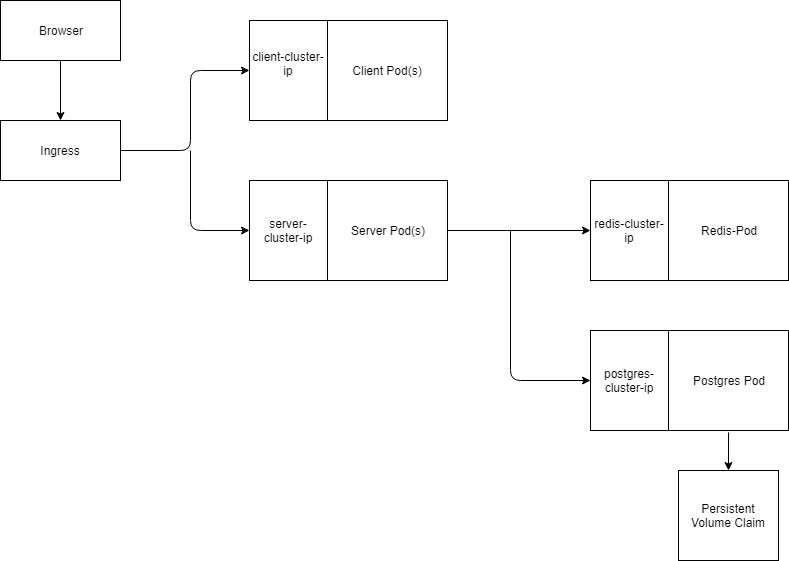 Browser
client-cluster-
ip
Client Pod(s)
Ingress
server-
cluster-ip
Server Pod(s)
redis-cluster-
ip
Redis-Pod
postgres-
cluster-ip
Postgres Pod
Persistent
Volume Claim